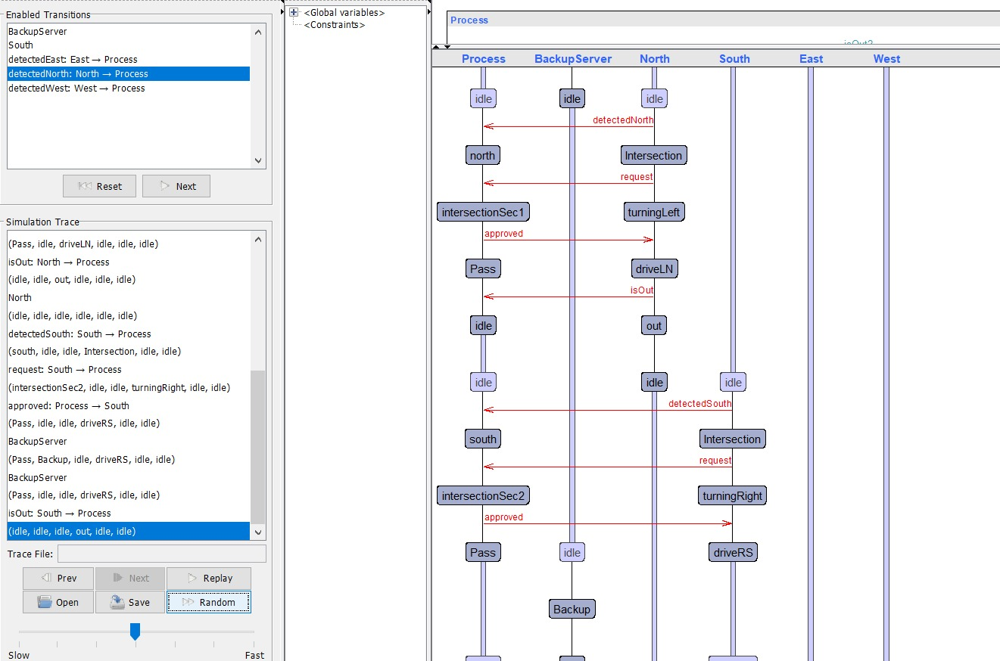 Enabled Transitions
BackupServer
South
detectedEast: East → Process
detectedNorth: North → Process
detectedWest: West → Process
Reset
Next
Simulation Trace
(Pass, idle, driveLN, idle, idle, idle)
isOut: North → Process
(idle, idle, out, idle, idle, idle)
North
(idle, idle, idle, idle, idle, idle)
detectedSouth: South → Process
(south, idle, idle, Intersection, idle, idle)
request: South → Process
(intersectionSec2, idle, idle, turningRight, idle, idle)
approved: Process → South
(Pass, idle, idle, driveRS, idle, idle)
BackupServer
(Pass, Backup, idle, driveRS, idle, idle)
BackupServer
(Pass, idle, idle, driveRS, idle, idle)
isOut: South → Process
(idle, idle, idle, out, idle, idle)
Trace File:
Prev
Next
Replay
Open
Save
Random
Slow
Fast
<Global variables>
<Constraints>
Process
isOut2
Process BackupServer North South East West
idle idle idle
detectedNorth
north Intersection
request
intersectionSec1 turningLeft
approved
Pass driveLN
isOut
idle out
idle idle idle
detectedSouth
south Intersection
request
intersectionSec2 turningRight
approved
Pass idle driveRS
Backup